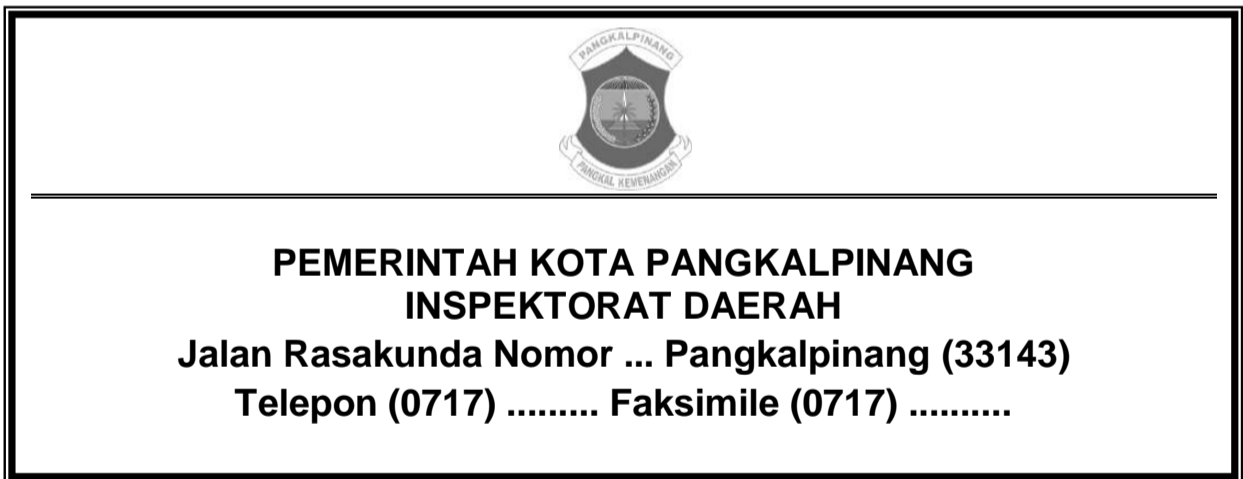 PANGKALPINANG
PANGKAL KEMENANGAN
PEMERINTAH KOTA PANGKALPINANG
INSPEKTORAT DAERAH
Jalan Rasakunda Nomor ... Pangkalpinang (33143)
Telepon (0717) ......... Faksimile (0717) ..........